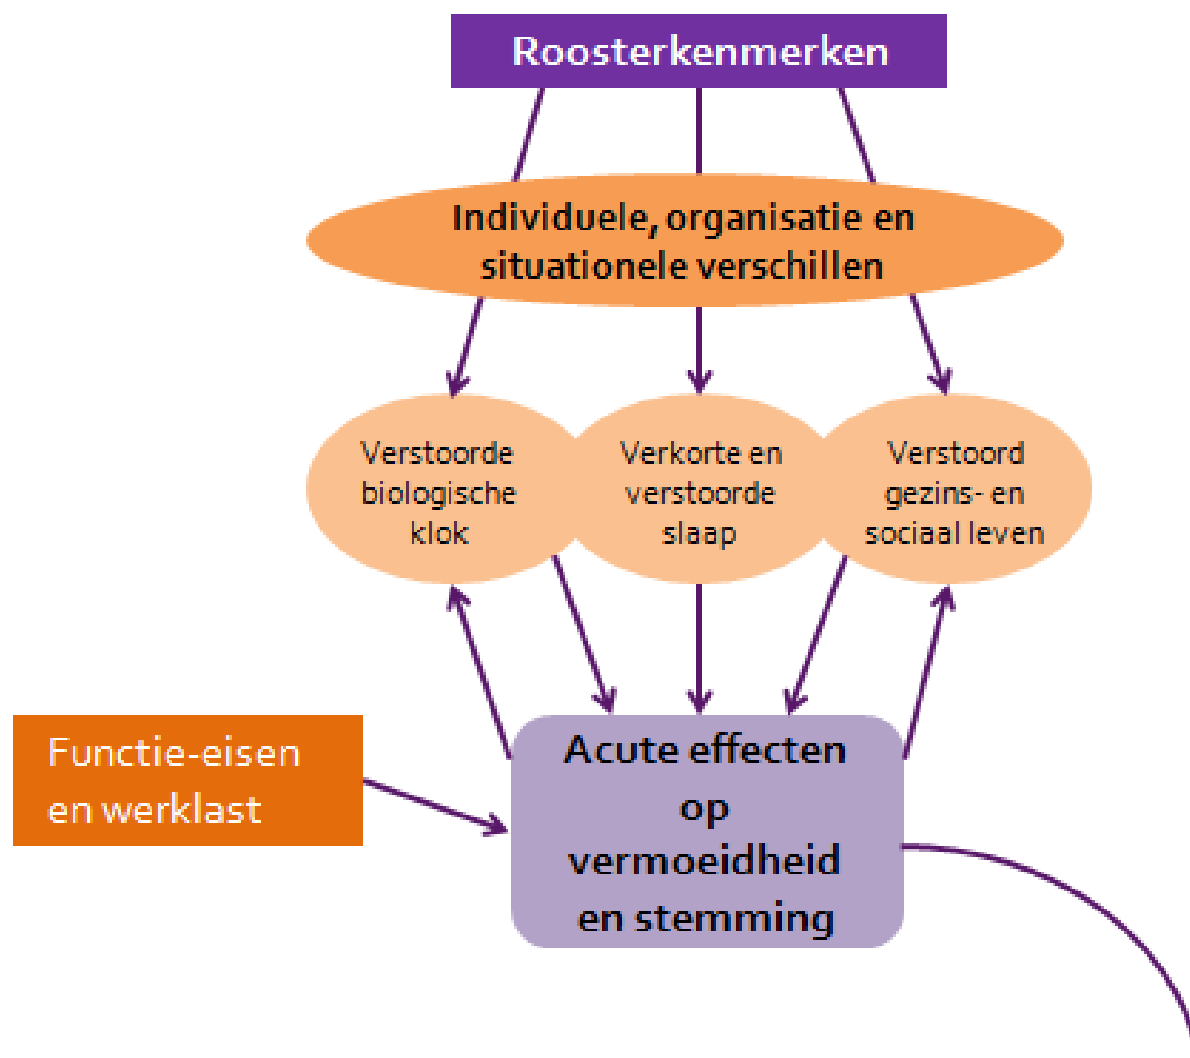 Roosterkenmerken
Individuele, organisatie en
situationele verschillen
Verstoorde
biologische
klok
Verkorte en
verstoorde
slaap
Verstoord
gezins- en
sociaal leven
Functie-eisen
en werklast
Acute effecten
op
vermoeidheid
en stemming